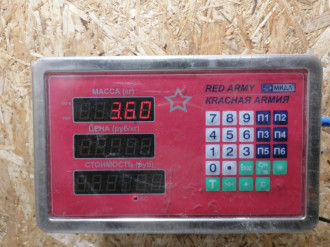 МАССА (кг)
3.60
ЦЕНА (руб/кг)
СТОИМОСТЬ (руб)
RED ARMY MILLS
КРАСНАЯ АРМИЯ
7 8 9 П1 П2
4 5 6 П3 П4
1 2 3 П5 П6
0